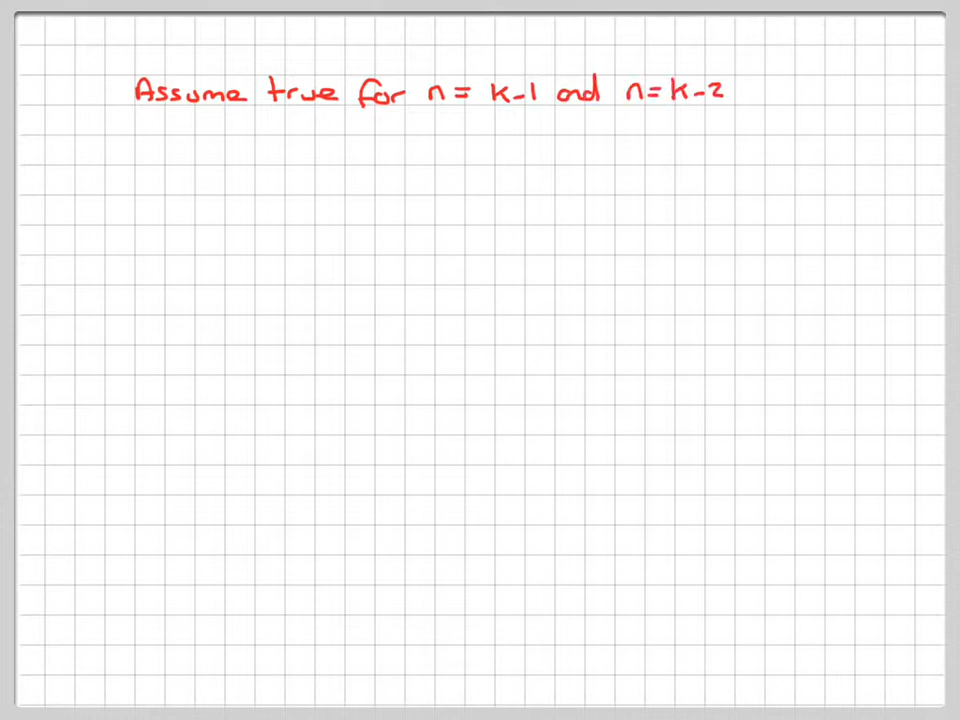 Assume true for n = k-1 and n = k-2